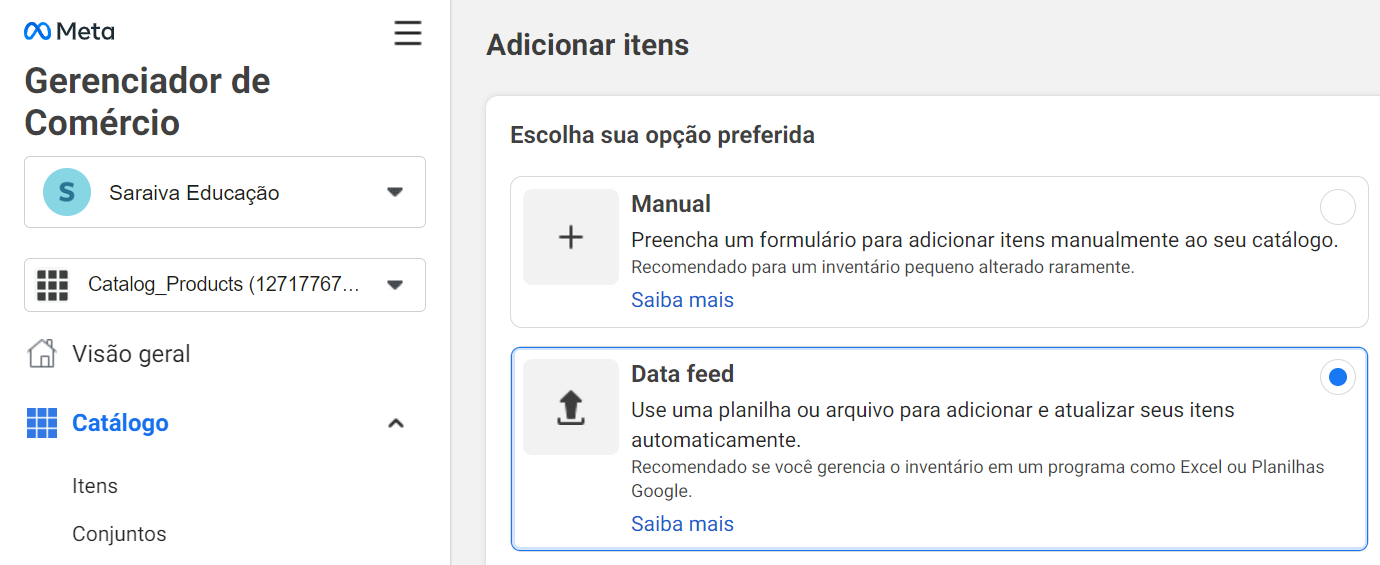 Meta
Gerenciador de
Comércio
S
Saraiva Educação
Catalog_Products (12717767...
Visão geral
Catálogo
Itens
Conjuntos
Adicionar itens
Escolha sua opção preferida
Manual
Preencha um formulário para adicionar itens manualmente ao seu catálogo.
Recomendado para um inventário pequeno alterado raramente.
Saiba mais
Data feed
Use uma planilha ou arquivo para adicionar e atualizar seus itens
automaticamente.
Recomendado se você gerencia o inventário em um programa como Excel ou Planilhas
Google.
Saiba mais